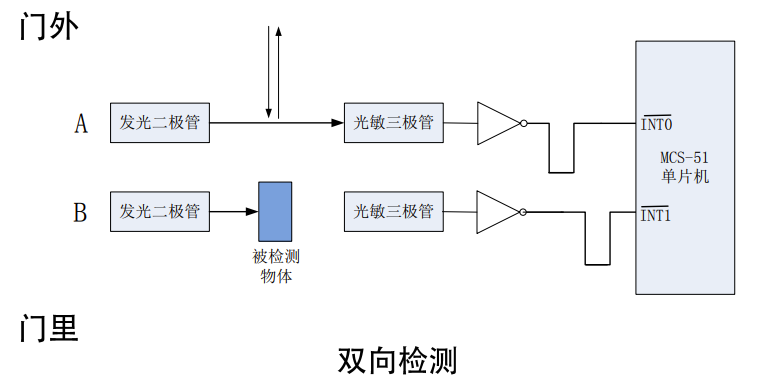 门外
A
发光二极管
光敏三极管
INT0
MCS-51
单片机
B
发光二极管
光敏三极管
INT1
被检测
物体
门里
双向检测